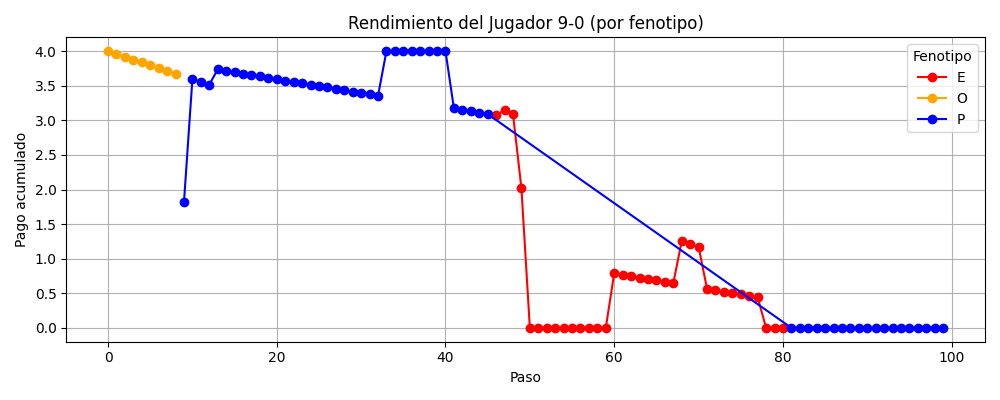 Rendimiento del Jugador 9-0 (por fenotipo)
Pago acumulado
4.0
3.5
3.0
2.5
2.0
1.5
1.0
0.5
0.0
Fenotipo
E
O
P
0 20 40 60 80 100
Paso